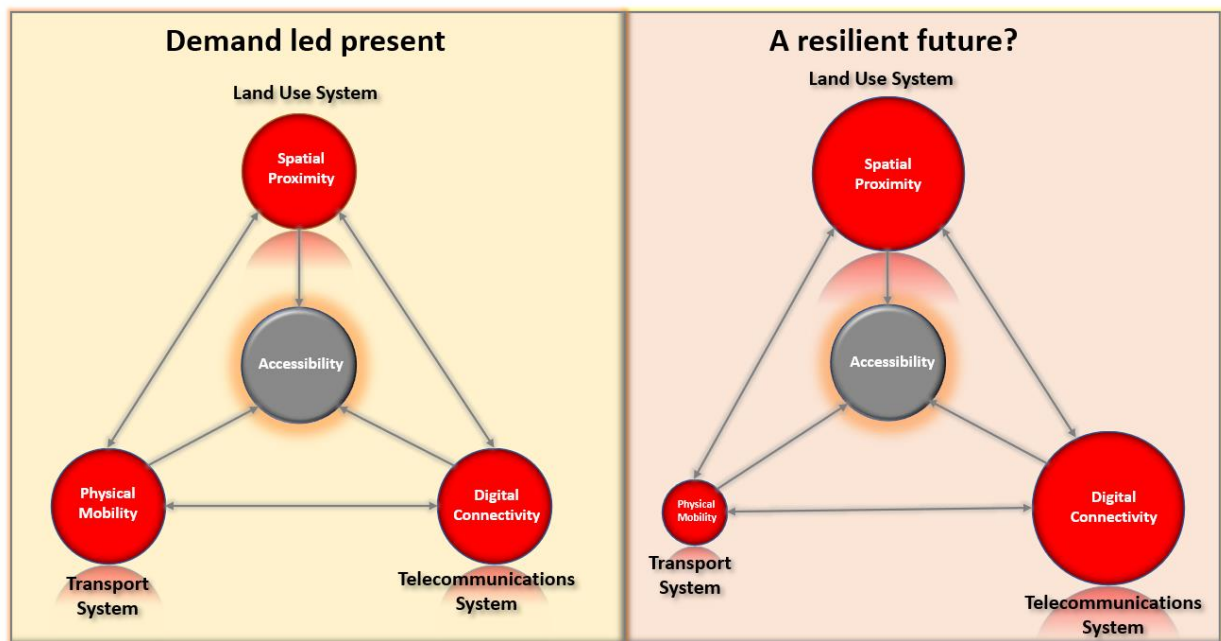 Demand led present
Land Use System
Spatial
Proximity
Accessibility
Physical
Mobility
Digital
Connectivity
Transport
System
Telecommunications
System
A resilient future?
Land Use System
Spatial
Proximity
Accessibility
Physical
Mobility
Digital
Connectivity
Transport
System
Telecommunications
System